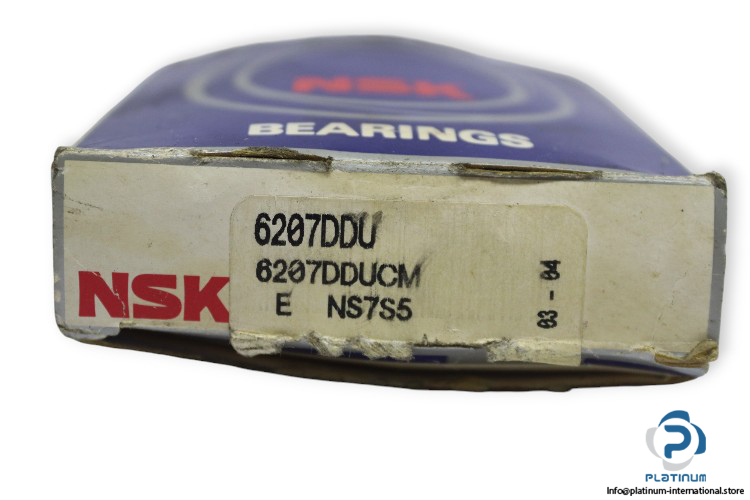 NSK
BEARINGS
NSK
6207DDU
6207DDUCM
E NS7S5
03-04
PLATINUM
Info@platinum-international.store